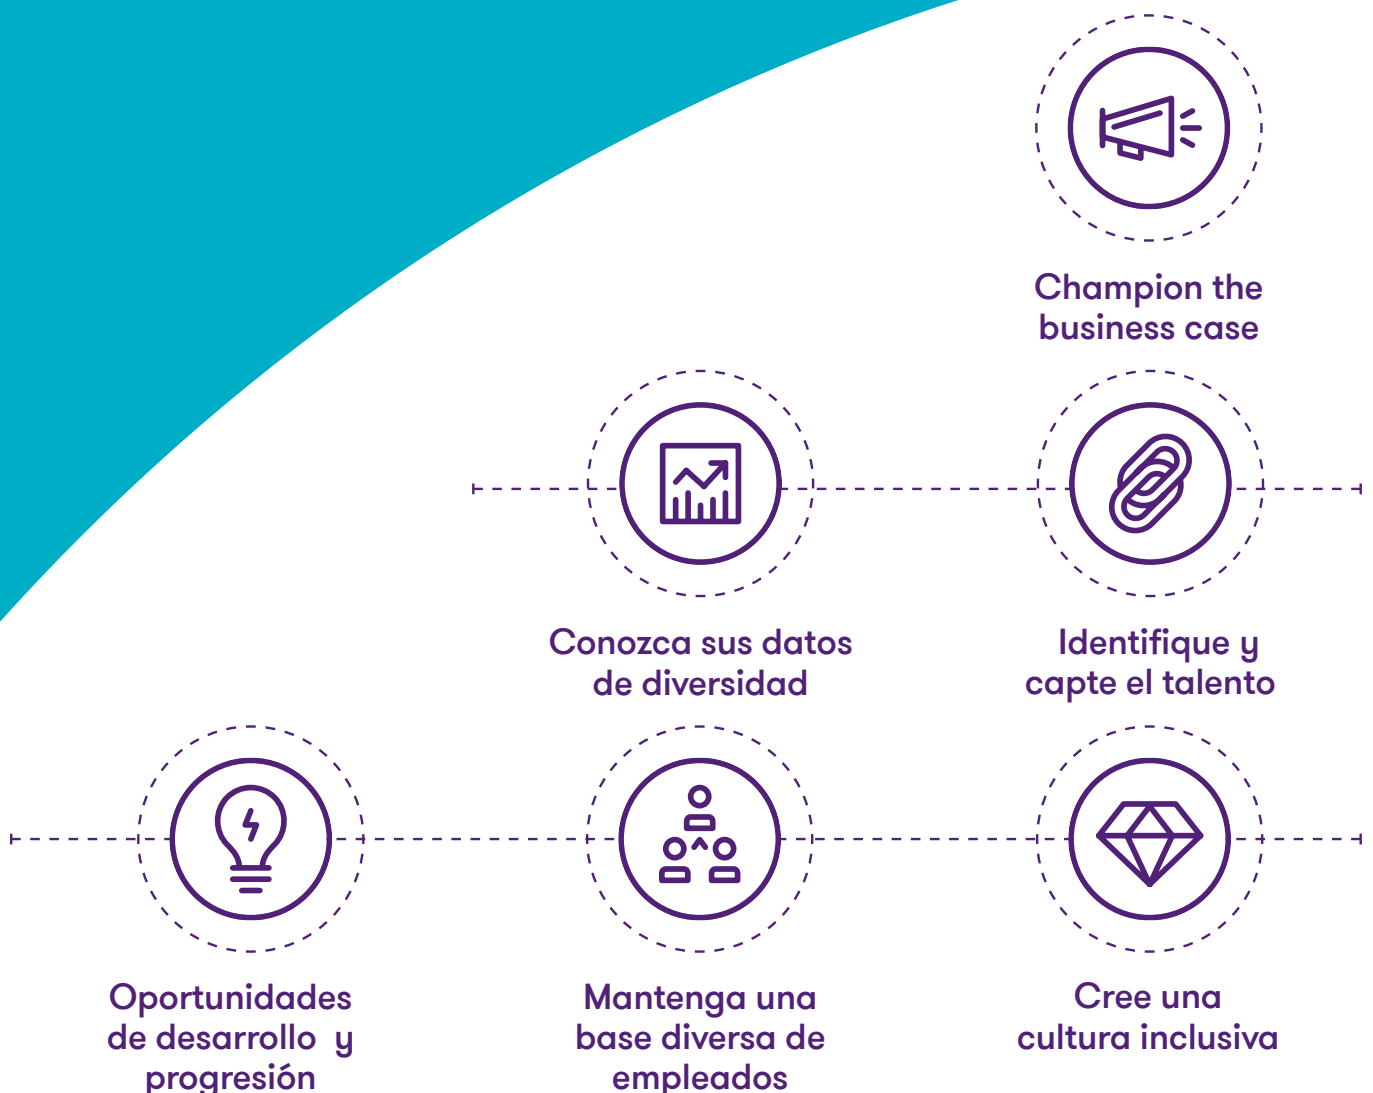 Champion the
business case
Conozca sus datos
de diversidad
Identifique y
capte el talento
Oportunidades
de desarrollo y
progresión
Mantenga una
base diversa de
empleados
Cree una
cultura inclusiva